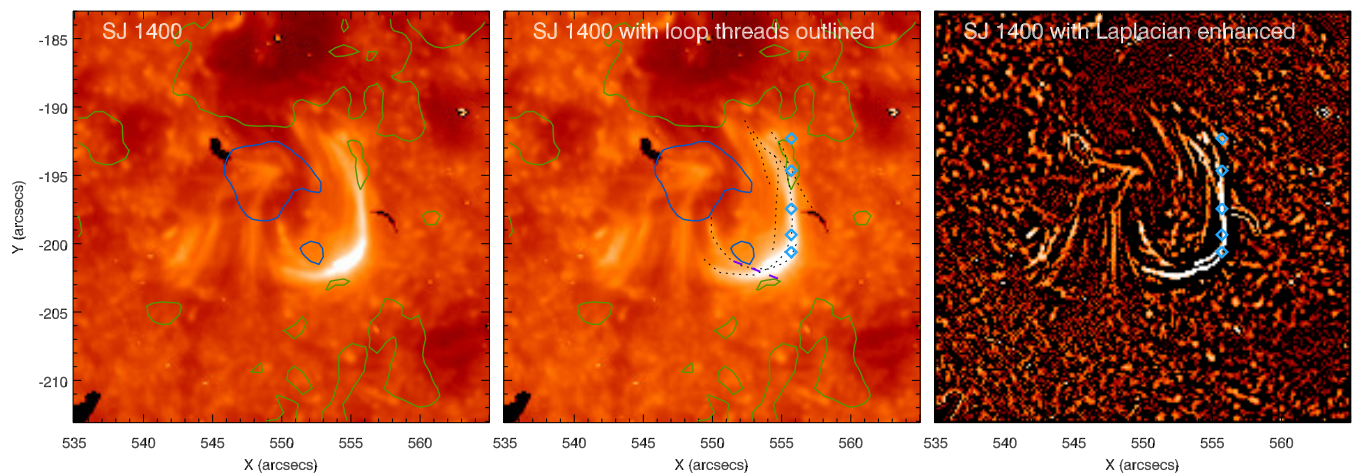 SJ 1400
SJ 1400 with loop threads outlined
SJ 1400 with Laplacian enhanced
-185
-190
-195
-200
-205
-210
Y (arcsecs)
535 540 545 550 555 560
535 540 545 550 555 560
535 540 545 550 555 560
X (arcsecs)
X (arcsecs)
X (arcsecs)